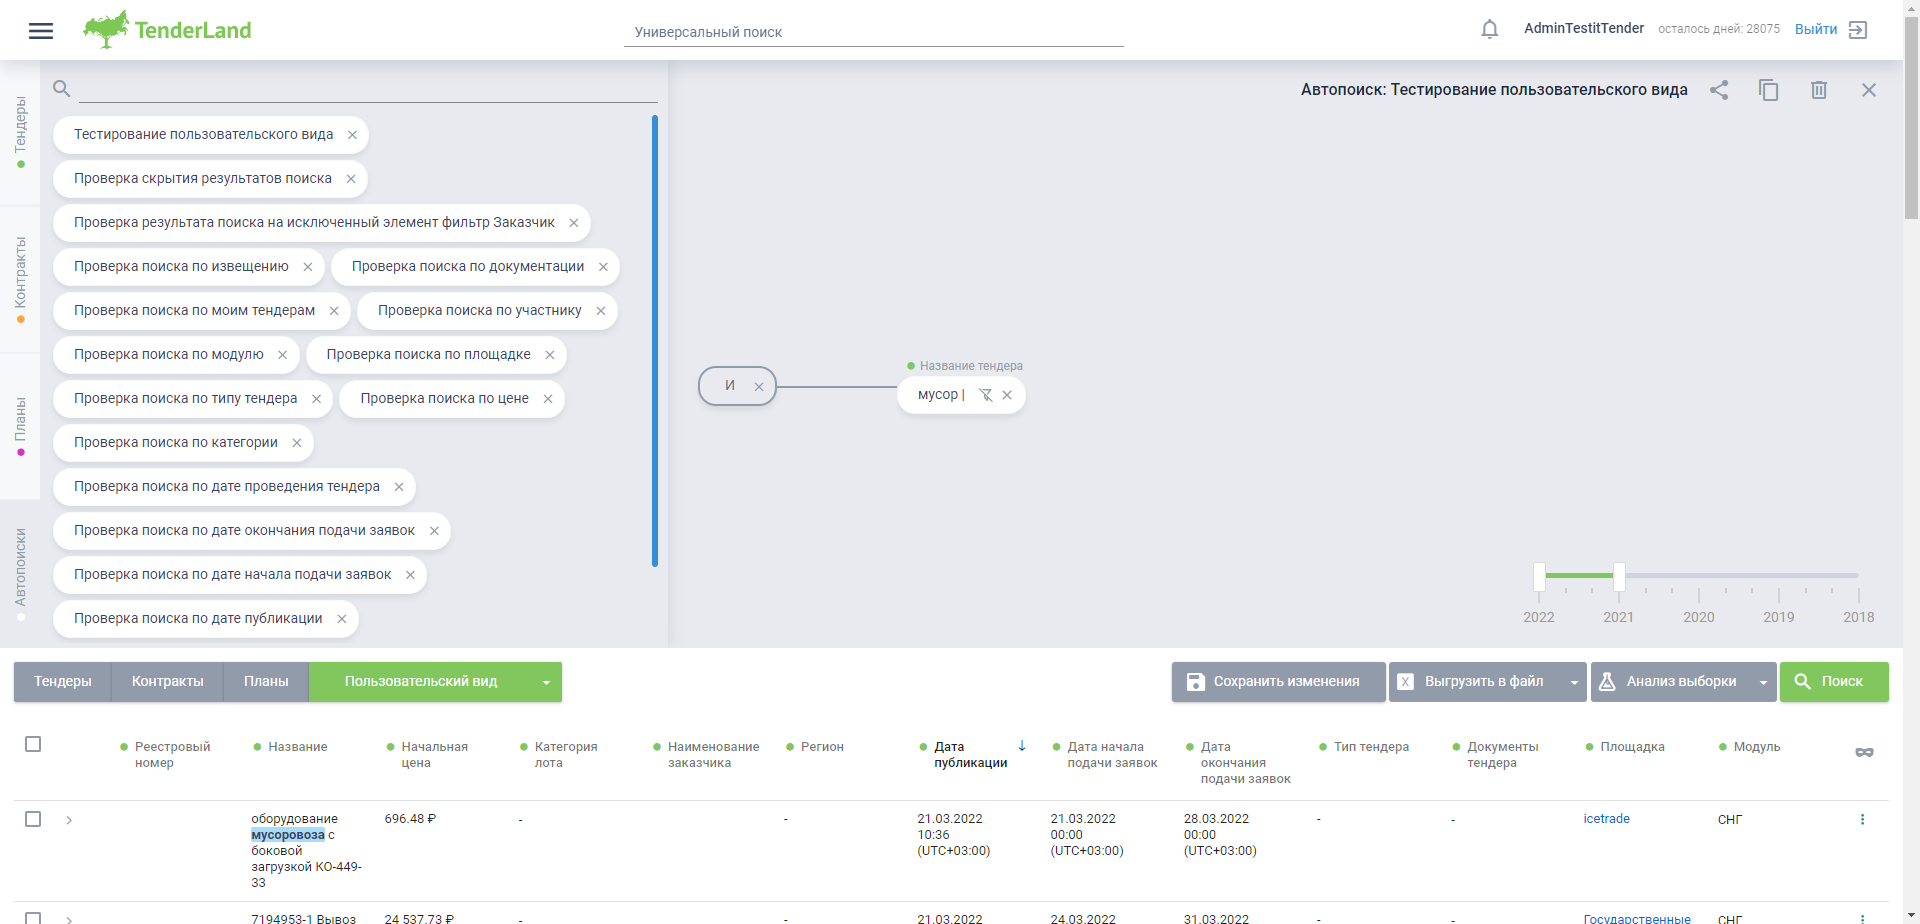 TenderLand
Универсальный поиск
AdminTestitTender
осталось дней: 28075
Выйти
Тендеры
Контракты
Планы
Автопоиски
Тестирование пользовательского вида
Проверка скрытия результатов поиска
Проверка результата поиска на исключенный элемент фильтр Заказчик
Проверка поиска по извещению
Проверка поиска по документации
Проверка поиска по моим тендерам
Проверка поиска по участнику
Проверка поиска по модулю
Проверка поиска по площадке
Проверка поиска по типу тендера
Проверка поиска по цене
Проверка поиска по категории
Проверка поиска по дате проведения тендера
Проверка поиска по дате окончания подачи заявок
Проверка поиска по дате начала подачи заявок
Проверка поиска по дате публикации
Автопоиск: Тестирование пользовательского вида
И
Название тендера
мусор |
2022
2021
2020
2019
2018
Тендеры
Контракты
Планы
Пользовательский вид
Сохранить изменения
X Выгрузить в файл
Анализ выборки
Поиск
Реестровый
номер
Название
Начальная
цена
Категория
лота
Наименование
заказчика
Регион
Дата
публикации
Дата начала
подачи заявок
Дата
окончания
подачи заявок
Тип тендера
Документы
тендера
Площадка
Модуль
оборудование
мусоровоза с
боковой
загрузкой КО-449-
33
696.48 ₽
-
-
21.03.2022
10:36
(UTC+03:00)
21.03.2022
00:00
(UTC+03:00)
28.03.2022
00:00
(UTC+03:00)
-
-
icetrade
СНГ
7194953-1 Вывоз
24 537.73 ₽
-
-
21.03.2022
24.03.2022
31.03.2022
-
-
Государственные
СНГ